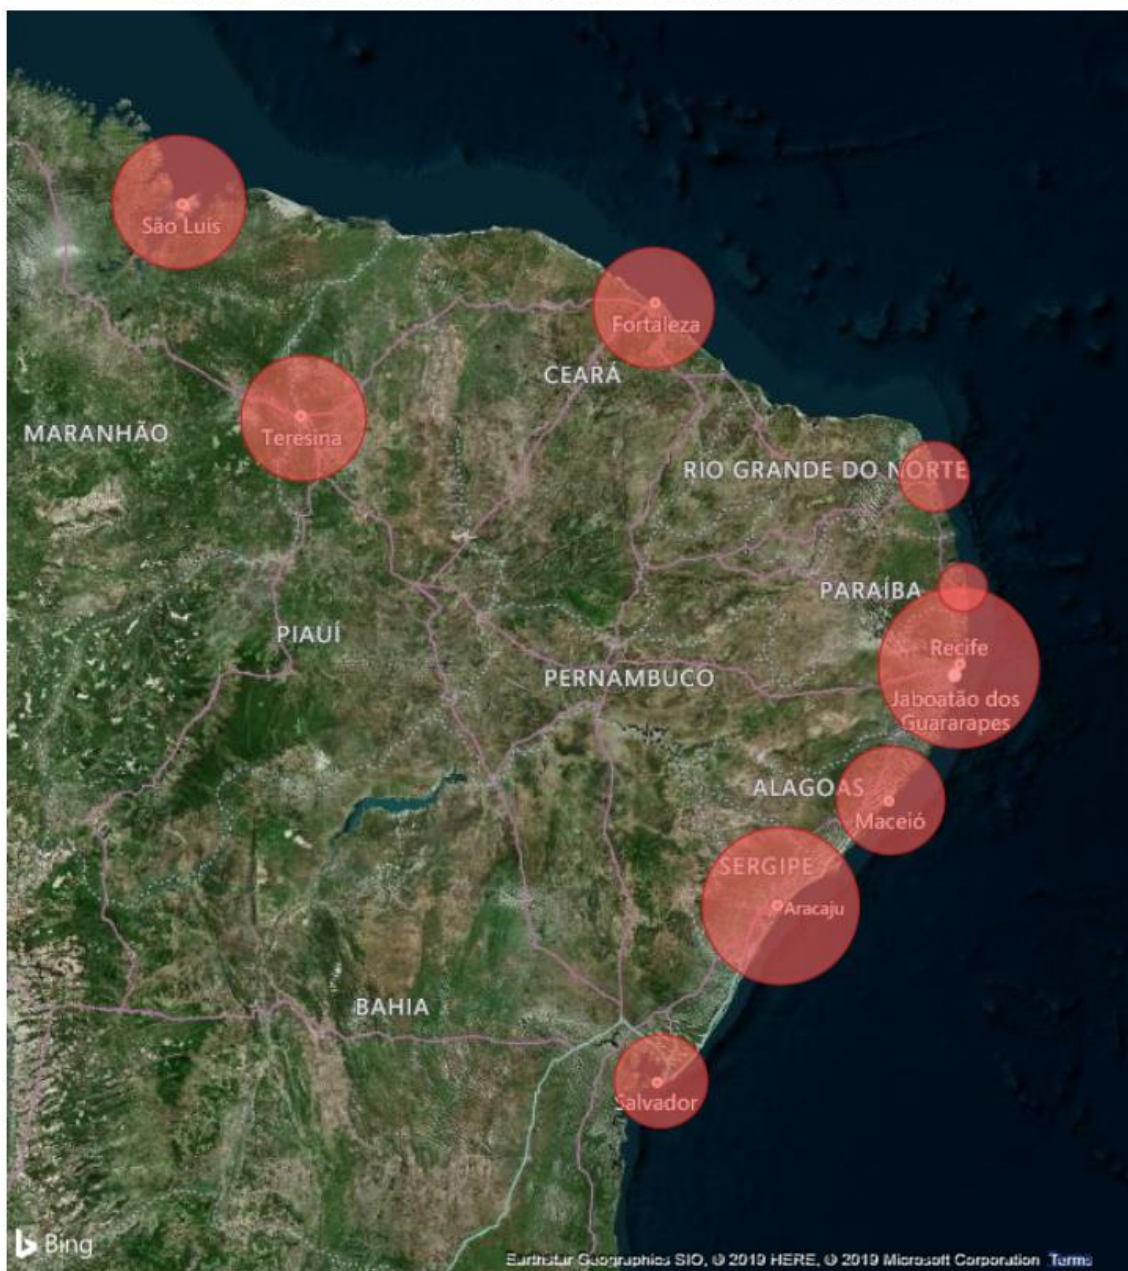 São Luís
Fortaleza
CEARÁ
MARANHÃO
Teresina
RIO GRANDE DO NORTE
PARAÍBA
PIAUÍ
Recife
PERNAMBUCO
Jaboatão dos
Guararapes
ALAGOAS
Maceió
SERGIPE
Aracaju
BAHIA
Salvador
Bing
Earthstar Geographics SIO, © 2019 HERE, © 2019 Microsoft Corporation Terms